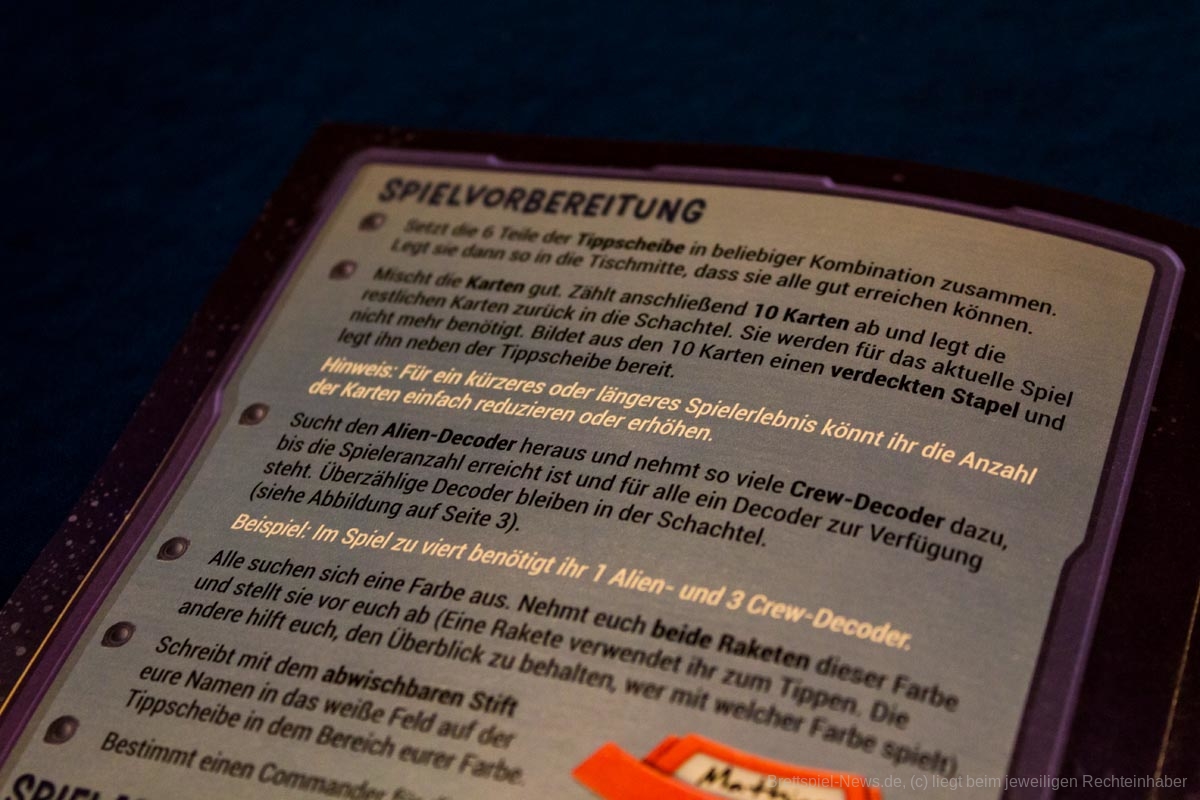 SPIELVORBEREITUNG
Setzt die 6 Teile der Tippscheibe in beliebiger Kombination zusammen.
Legt sie dann so in die Tischmitte, dass sie alle gut erreichen können.
Mischt die Karten gut. Zählt anschließend 10 Karten ab und legt die
restlichen Karten zurück in die Schachtel. Sie werden für das aktuelle Spiel
nicht mehr benötigt. Bildet aus den 10 Karten einen verdeckten Stapel und
legt ihn neben der Tippscheibe bereit.
Hinweis: Für ein kürzeres oder längeres Spielerlebnis könnt ihr die Anzahl
der Karten einfach reduzieren oder erhöhen.
Sucht den Alien-Decoder heraus und nehmt so viele Crew-Decoder dazu,
bis die Spieleranzahl erreicht ist und für alle ein Decoder zur Verfügung
steht. Überzählige Decoder bleiben in der Schachtel.
(siehe Abbildung auf Seite 3).
Beispiel: Im Spiel zu viert benötigt ihr 1 Alien- und 3 Crew-Decoder.
Alle suchen sich eine Farbe aus. Nehmt euch beide Raketen dieser Farbe
und stellt sie vor euch ab (Eine Rakete verwendet ihr zum Tippen. Die
andere hilft euch, den Überblick zu behalten, wer mit welcher Farbe spielt)
Schreibt mit dem abwischbaren Stift
eure Namen in das weiße Feld auf der
Tippscheibe in dem Bereich eurer Farbe.
Bestimmt einen Commander
Brettspiel-News.de, (c) liegt beim jeweiligen Rechteinhaber